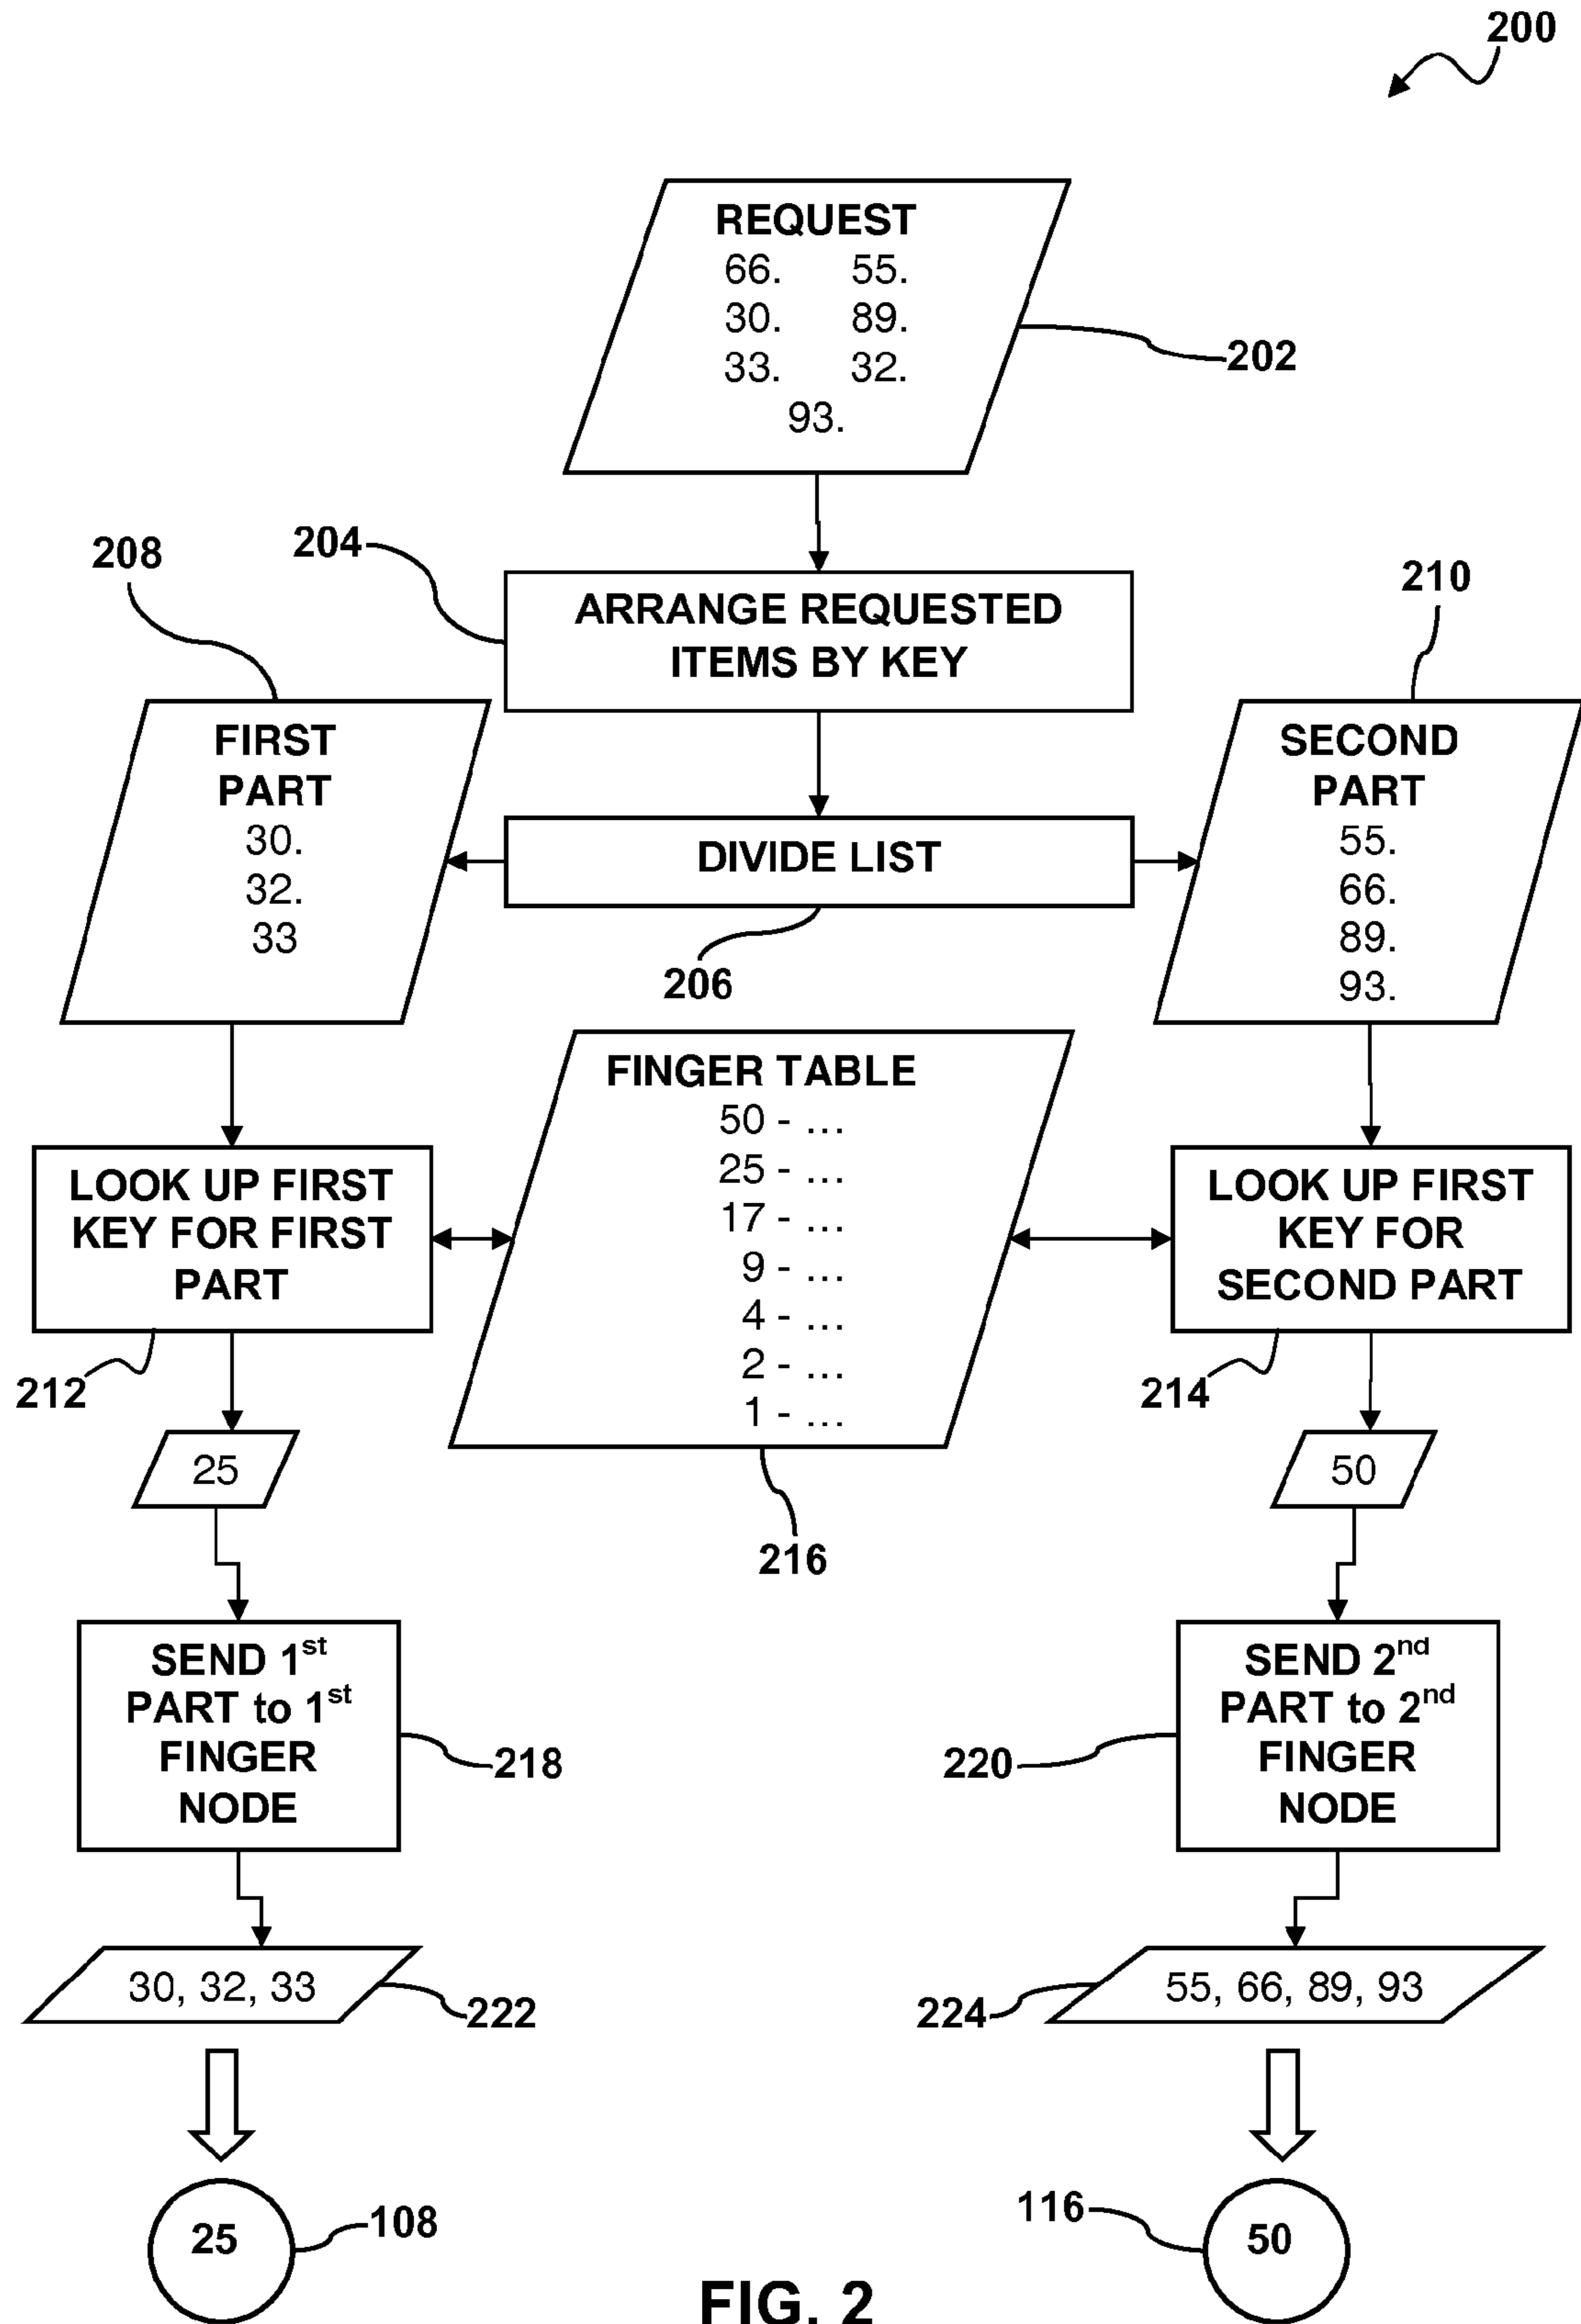 200
REQUEST
66. 55.
30. 89.
33. 32.
93.
202
204
ARRANGE REQUESTED
ITEMS BY KEY
208
FIRST
PART
30.
32.
33
210
SECOND
PART
55.
66.
89.
93.
DIVIDE LIST
206
FINGER TABLE
50 - ...
25 - ...
17 - ...
9 - ...
4 - ...
2 - ...
1 - ...
216
LOOK UP FIRST
KEY FOR FIRST
PART
212
LOOK UP FIRST
KEY FOR
SECOND PART
214
25
50
SEND 1st
PART to 1st
FINGER
NODE
218
SEND 2nd
PART to 2nd
FINGER
NODE
220
30, 32, 33
222
55, 66, 89, 93
224
25
108
50
116
FIG. 2